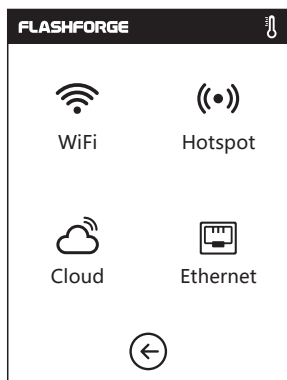 FLASHFORGE
WiFi
Hotspot
Cloud
Ethernet